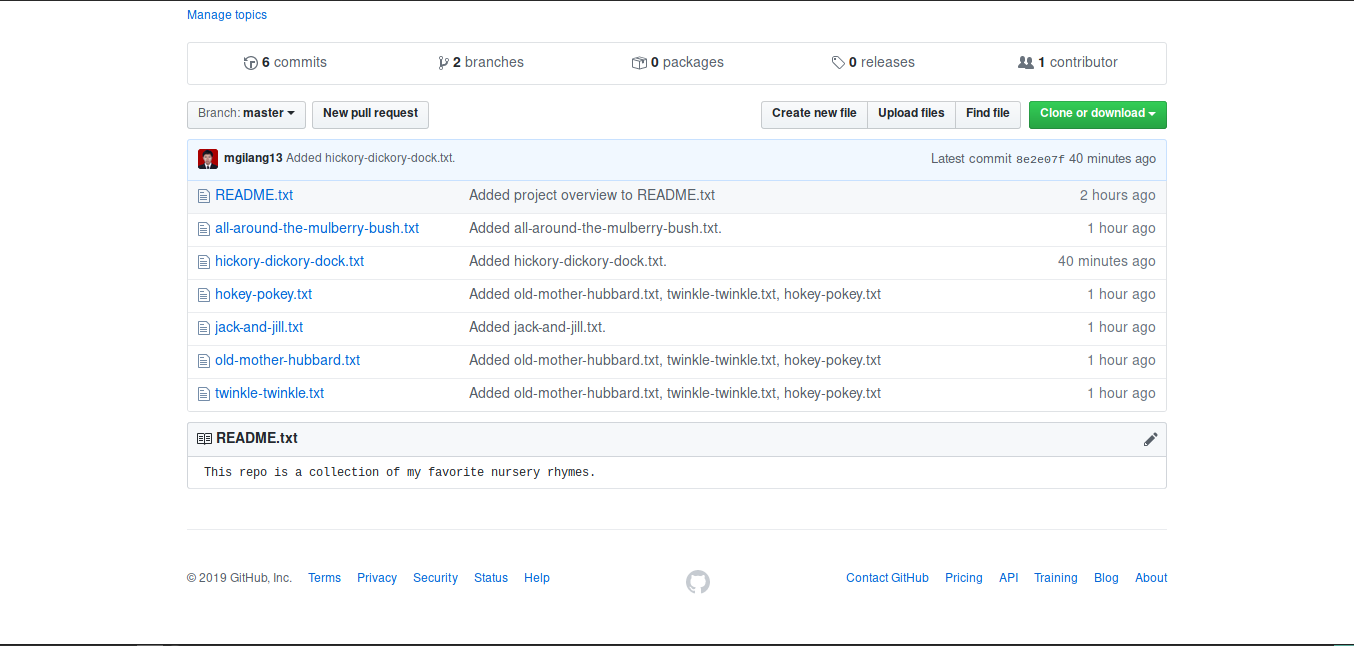 Manage topics
6 commits 2 branches 0 packages 0 releases 1 contributor
Branch: master New pull request Create new file Upload files Find file Clone or download
mgilang13 Added hickory-dickory-dock.txt. Latest commit 8e2e07f 40 minutes ago
README.txt Added project overview to README.txt 2 hours ago
all-around-the-mulberry-bush.txt Added all-around-the-mulberry-bush.txt. 1 hour ago
hickory-dickory-dock.txt Added hickory-dickory-dock.txt. 40 minutes ago
hokey-pokey.txt Added old-mother-hubbard.txt, twinkle-twinkle.txt, hokey-pokey.txt 1 hour ago
jack-and-jill.txt Added jack-and-jill.txt. 1 hour ago
old-mother-hubbard.txt Added old-mother-hubbard.txt, twinkle-twinkle.txt, hokey-pokey.txt 1 hour ago
twinkle-twinkle.txt Added old-mother-hubbard.txt, twinkle-twinkle.txt, hokey-pokey.txt 1 hour ago
README.txt
This repo is a collection of my favorite nursery rhymes.
© 2019 GitHub, Inc. Terms Privacy Security Status Help Contact GitHub Pricing API Training Blog About